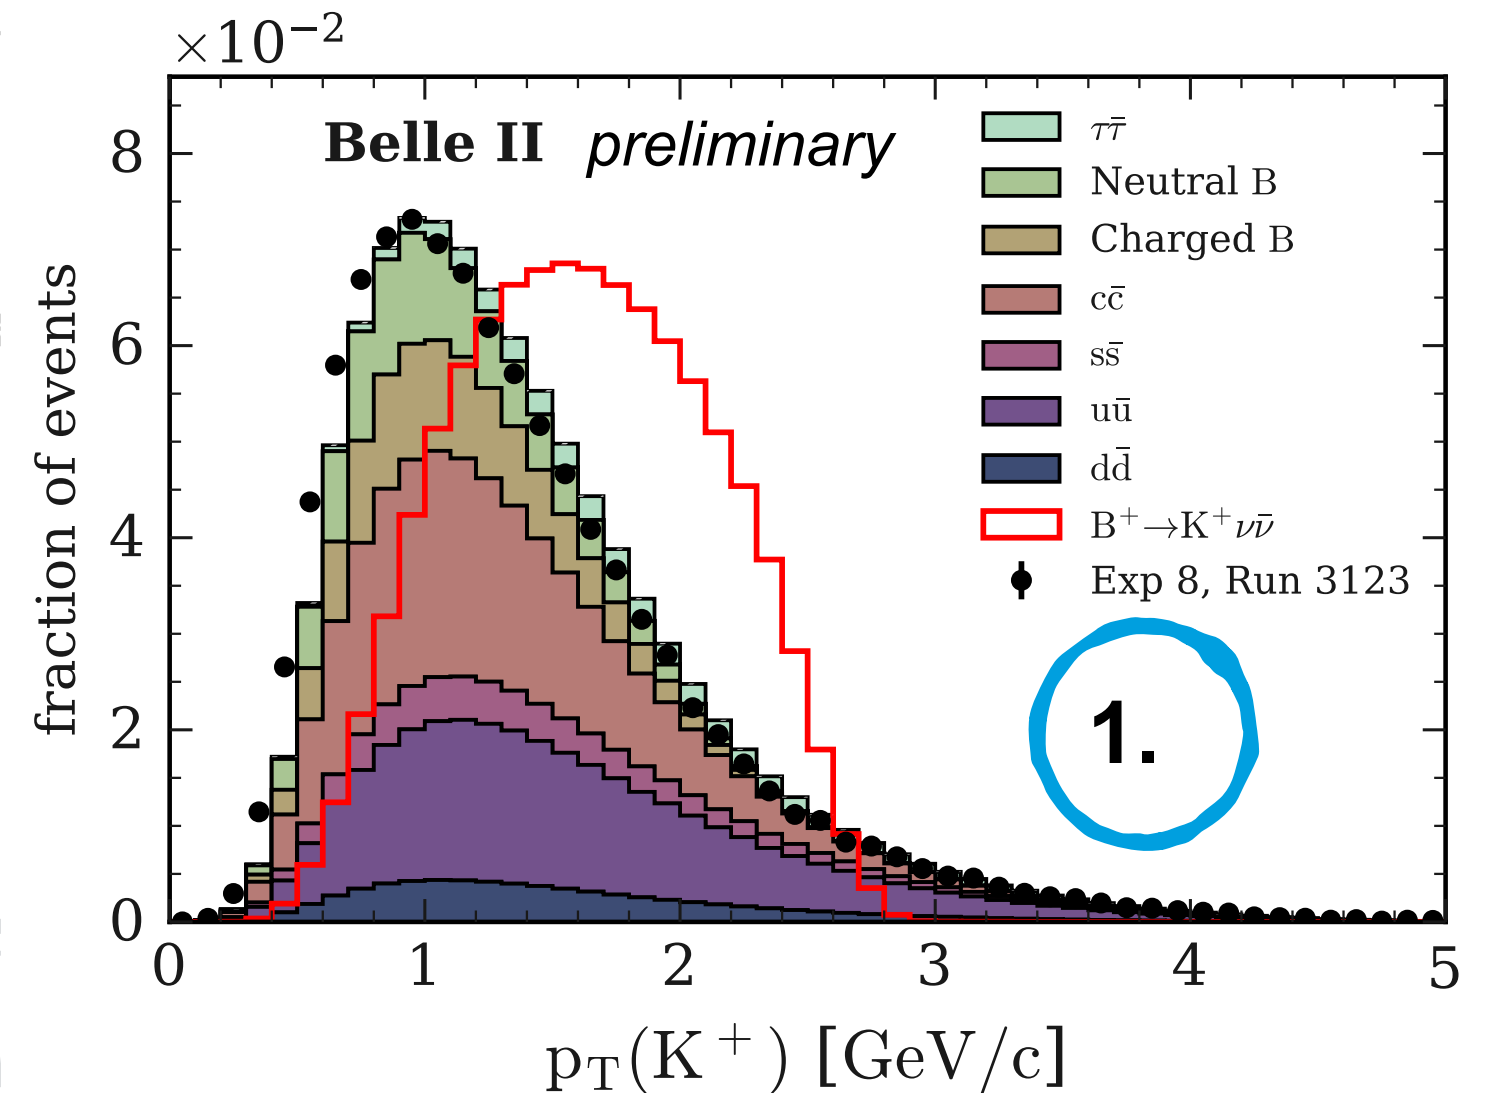 ×10⁻²
Belle II preliminary
ττ̄
Neutral B
Charged B
cc̄
ss̄
uū
dd̄
B⁺→K⁺νν̄
Exp 8, Run 3123
1.
fraction of events
8
6
4
2
0
0 1 2 3 4 5
p_T(K⁺) [GeV/c]